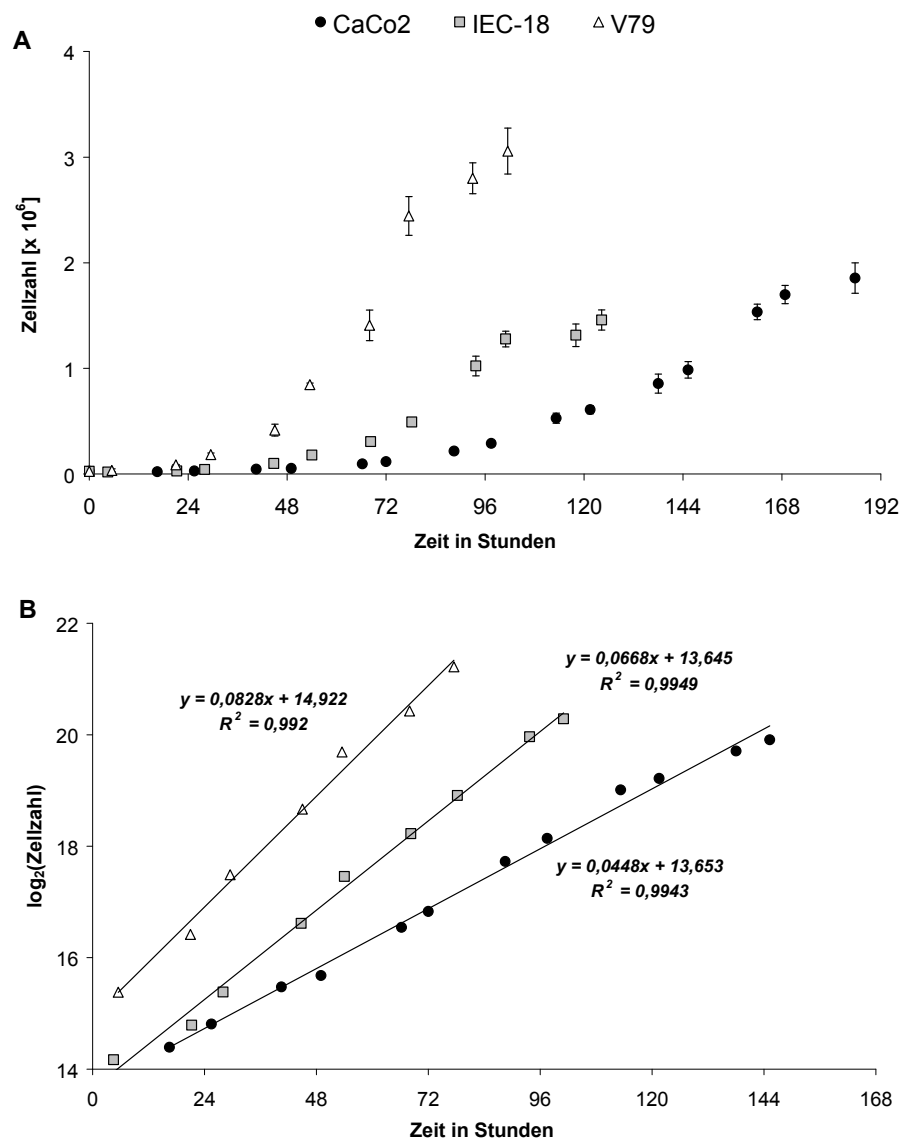 CaCo2 IEC-18 V79
A
4
3
2
1
0
Zellzahl [x 10⁶]
0 24 48 72 96 120 144 168 192
Zeit in Stunden
B
22
20
18
16
14
log₂(Zellzahl)
y = 0,0668x + 13,645
R² = 0,9949
y = 0,0828x + 14,922
R² = 0,992
y = 0,0448x + 13,653
R² = 0,9943
0 24 48 72 96 120 144 168
Zeit in Stunden